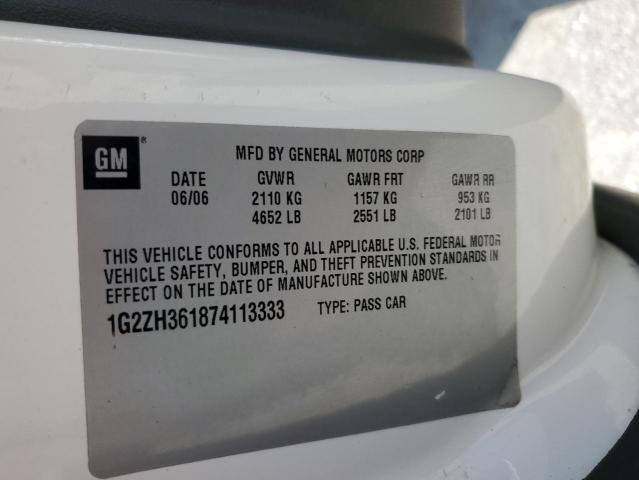 GM ®
MFD BY GENERAL MOTORS CORP
DATE GVWR GAWR FRT GAWR RR
06/06 2110 KG 1157 KG 953 KG
4652 LB 2551 LB 2101 LB
THIS VEHICLE CONFORMS TO ALL APPLICABLE U.S. FEDERAL MOTOR
VEHICLE SAFETY, BUMPER, AND THEFT PREVENTION STANDARDS IN
EFFECT ON THE DATE OF MANUFACTURE SHOWN ABOVE.
1G2ZH361874113333 TYPE: PASS CAR